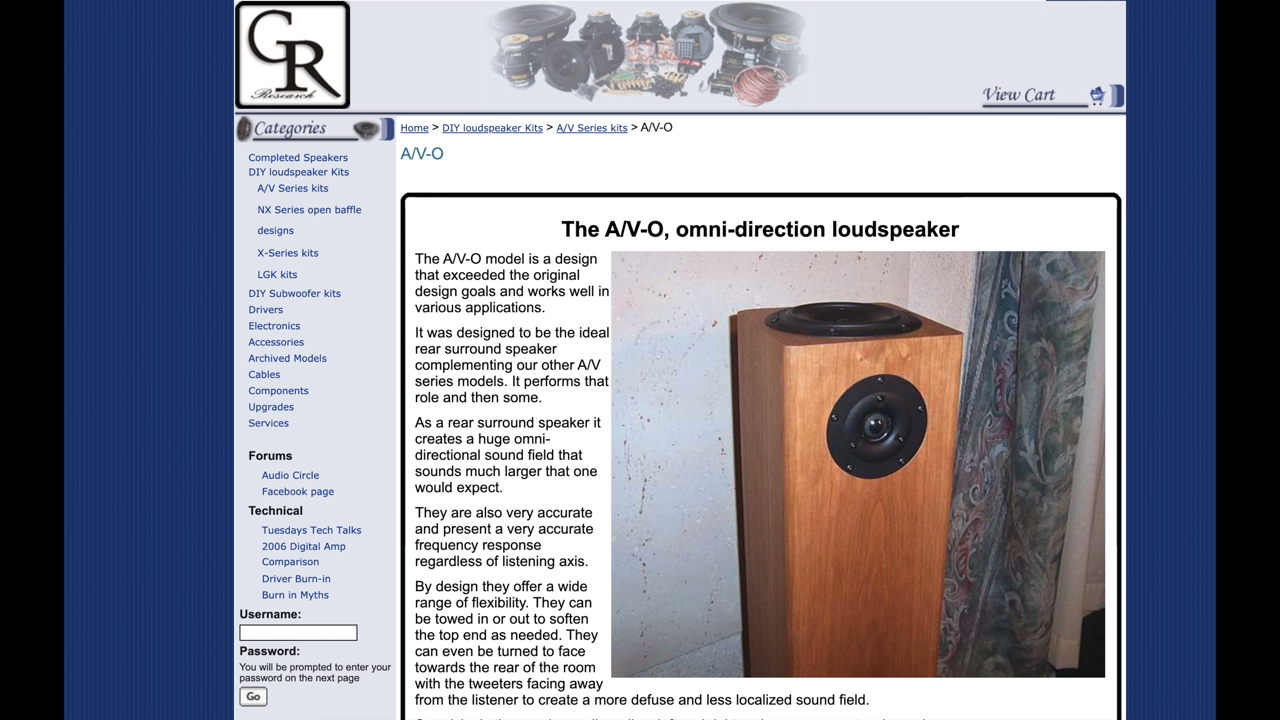 GR
Research
View Cart
Categories
Home > DIY loudspeaker Kits > A/V Series kits > A/V-O
A/V-O
Completed Speakers
DIY loudspeaker Kits
A/V Series kits
NX Series open baffle
designs
X-Series kits
LGK kits
DIY Subwoofer kits
Drivers
Electronics
Accessories
Archived Models
Cables
Components
Upgrades
Services
Forums
Audio Circle
Facebook page
Technical
Tuesdays Tech Talks
2006 Digital Amp
Comparison
Driver Burn-in
Burn in Myths
Username:
Password:
You will be prompted to enter your
password on the next page
Go
The A/V-O, omni-direction loudspeaker
The A/V-O model is a design
that exceeded the original
design goals and works well in
various applications.
It was designed to be the ideal
rear surround speaker
complementing our other A/V
series models. It performs that
role and then some.
As a rear surround speaker it
creates a huge omni-
directional sound field that
sounds much larger that one
would expect.
They are also very accurate
and present a very accurate
frequency response
regardless of listening axis.
By design they offer a wide
range of flexibility. They can
be towed in or out to soften
the top end as needed. They
can even be turned to face
towards the rear of the room
with the tweeters facing away
from the listener to create a more defuse and less localized sound field.